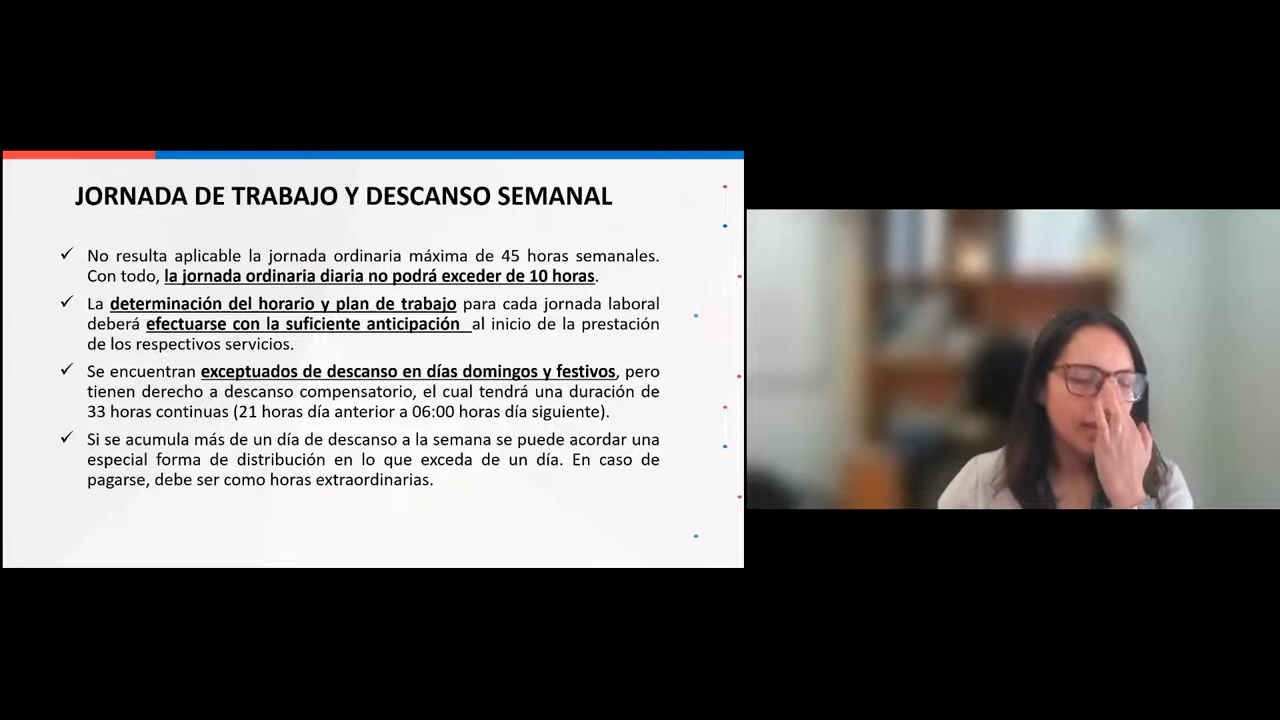 JORNADA DE TRABAJO Y DESCANSO SEMANAL
✓ No resulta aplicable la jornada ordinaria máxima de 45 horas semanales.
Con todo, la jornada ordinaria diaria no podrá exceder de 10 horas.
✓ La determinación del horario y plan de trabajo para cada jornada laboral
deberá efectuarse con la suficiente anticipación al inicio de la prestación
de los respectivos servicios.
✓ Se encuentran exceptuados de descanso en días domingos y festivos, pero
tienen derecho a descanso compensatorio, el cual tendrá una duración de
33 horas continuas (21 horas día anterior a 06:00 horas día siguiente).
✓ Si se acumula más de un día de descanso a la semana se puede acordar una
especial forma de distribución en lo que exceda de un día. En caso de
pagarse, debe ser como horas extraordinarias.